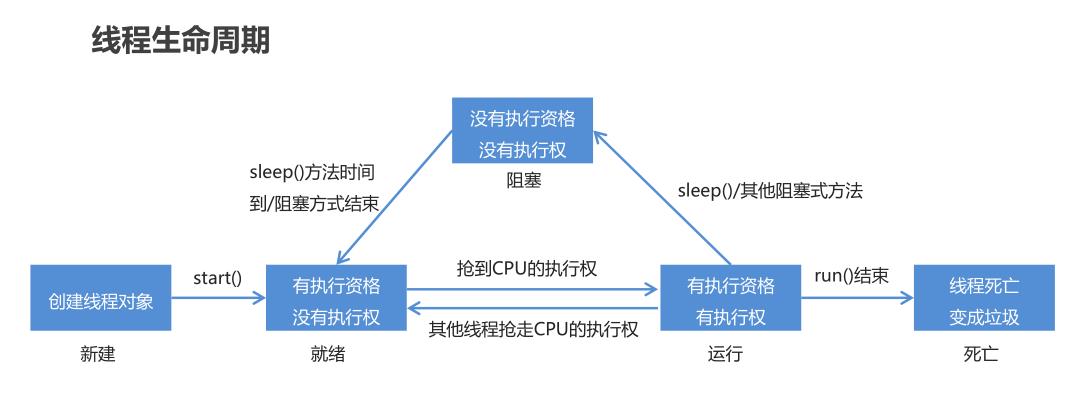 线程生命周期
没有执行资格
没有执行权
阻塞
sleep()方法时间
到/阻塞方式结束
sleep()/其他阻塞式方法
创建线程对象
新建
start()
有执行资格
没有执行权
就绪
抢到CPU的执行权
其他线程抢走CPU的执行权
有执行资格
有执行权
运行
run()结束
线程死亡
变成垃圾
死亡